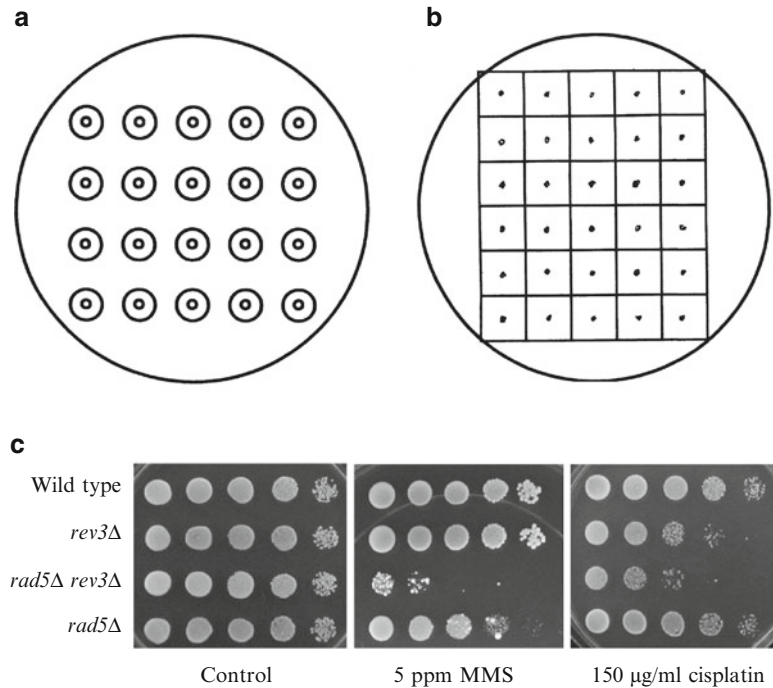 a
b
c
Wild type
rev3Δ
rad5Δ rev3Δ
rad5Δ
Control
5 ppm MMS
150 µg/ml cisplatin